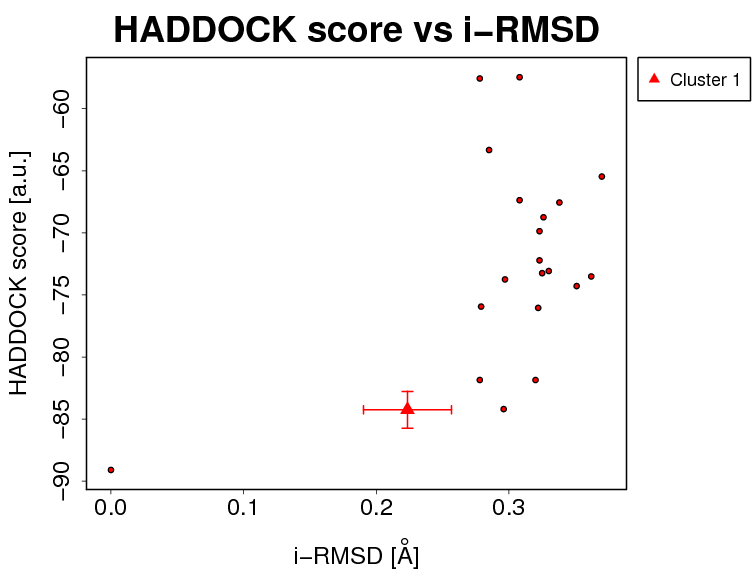 HADDOCK score vs i−RMSD
Cluster 1
HADDOCK score [a.u.]
−60
−65
−70
−75
−80
−85
−90
0.0 0.1 0.2 0.3
i−RMSD [Å]